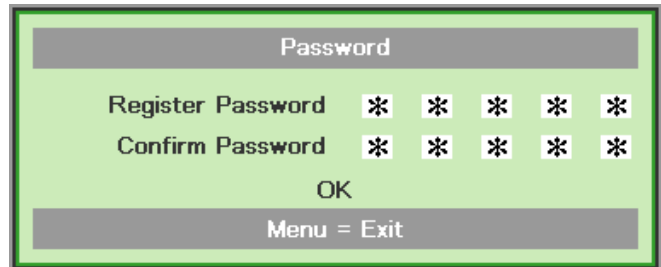 Password
Register Password * * * * *
Confirm Password * * * * *
OK
Menu = Exit